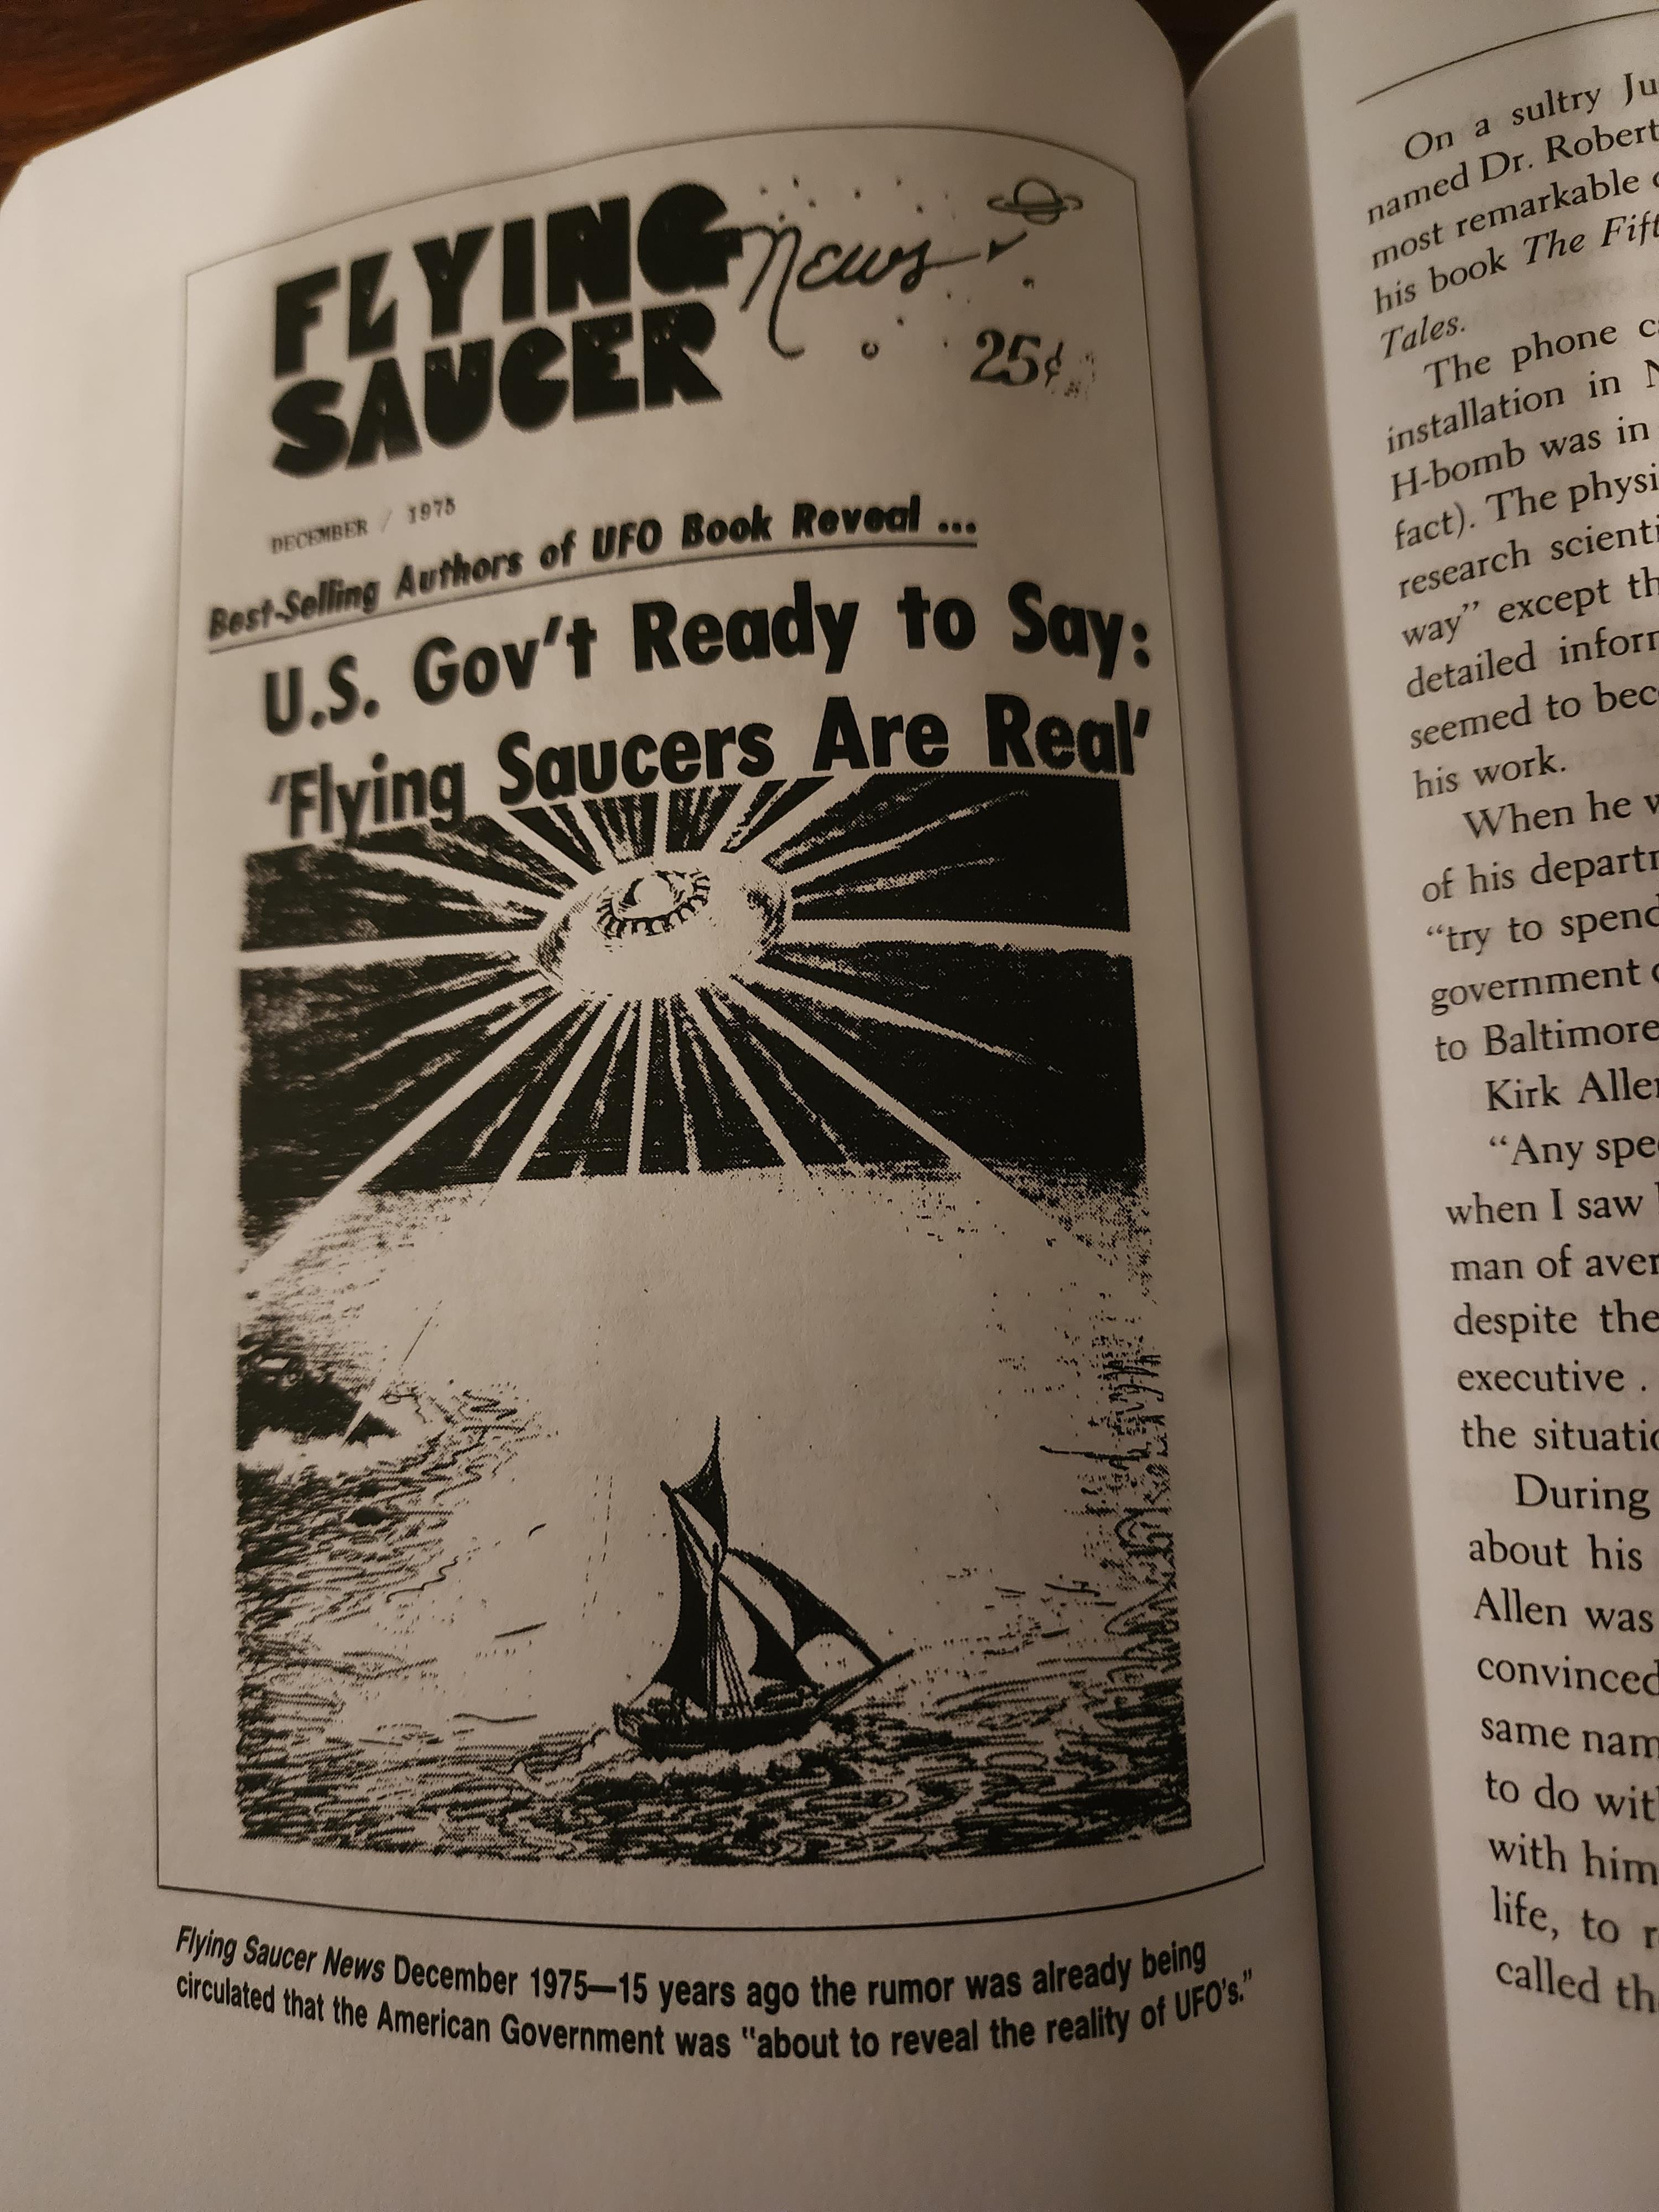 FLYING News
SAUCER
25¢
DECEMBER / 1975
Best-Selling Authors of UFO Book Reveal ...
U.S. Gov't Ready to Say:
'Flying Saucers Are Real'
Flying Saucer News December 1975—15 years ago the rumor was already being
circulated that the American Government was "about to reveal the reality of UFO's."
On a sultry
named Dr. Robert
most remarkable
his book The
Tales.
The phone
installation in
H-bomb was in
fact). The
research
way” except
detailed
seemed to
his work.
When he
of his
“try to
government
to Baltimore
Kirk
“Any
when I saw
man of
despite the
executive .
the
During
about his
Allen was
convinced
same
to do
with him
life, to
called